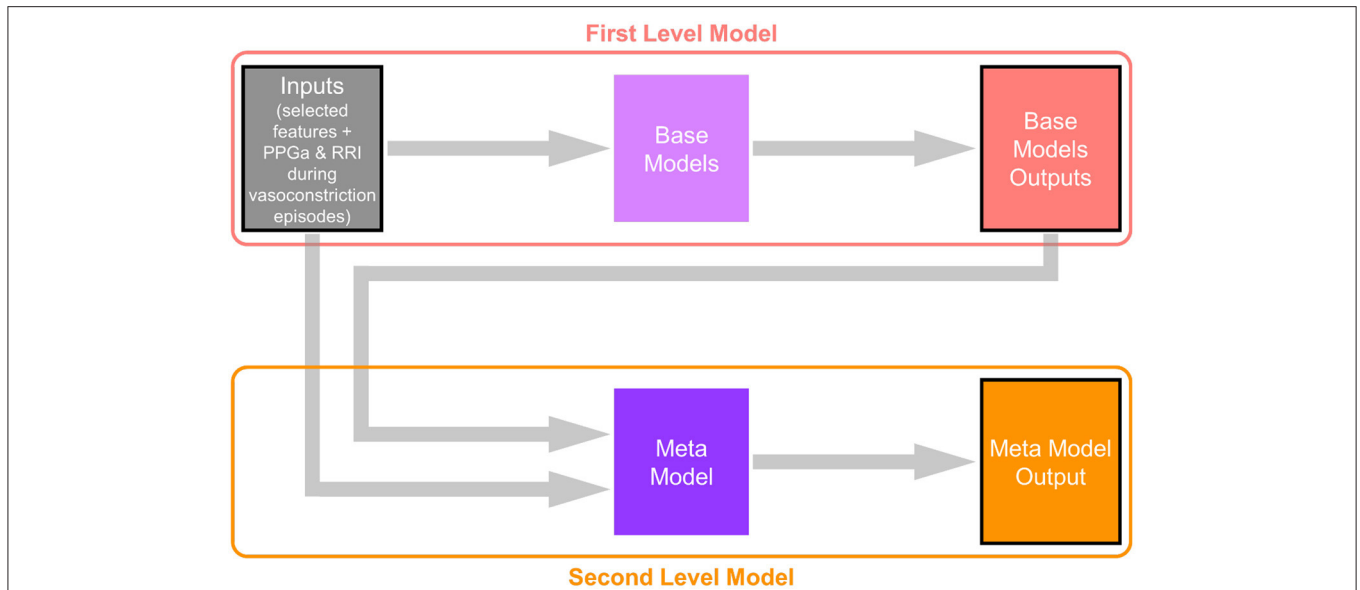 First Level Model
Inputs
(selected
features +
PPGa & RRI
during
vasoconstriction
episodes)
Base
Models
Base
Models
Outputs
Meta
Model
Meta Model
Output
Second Level Model